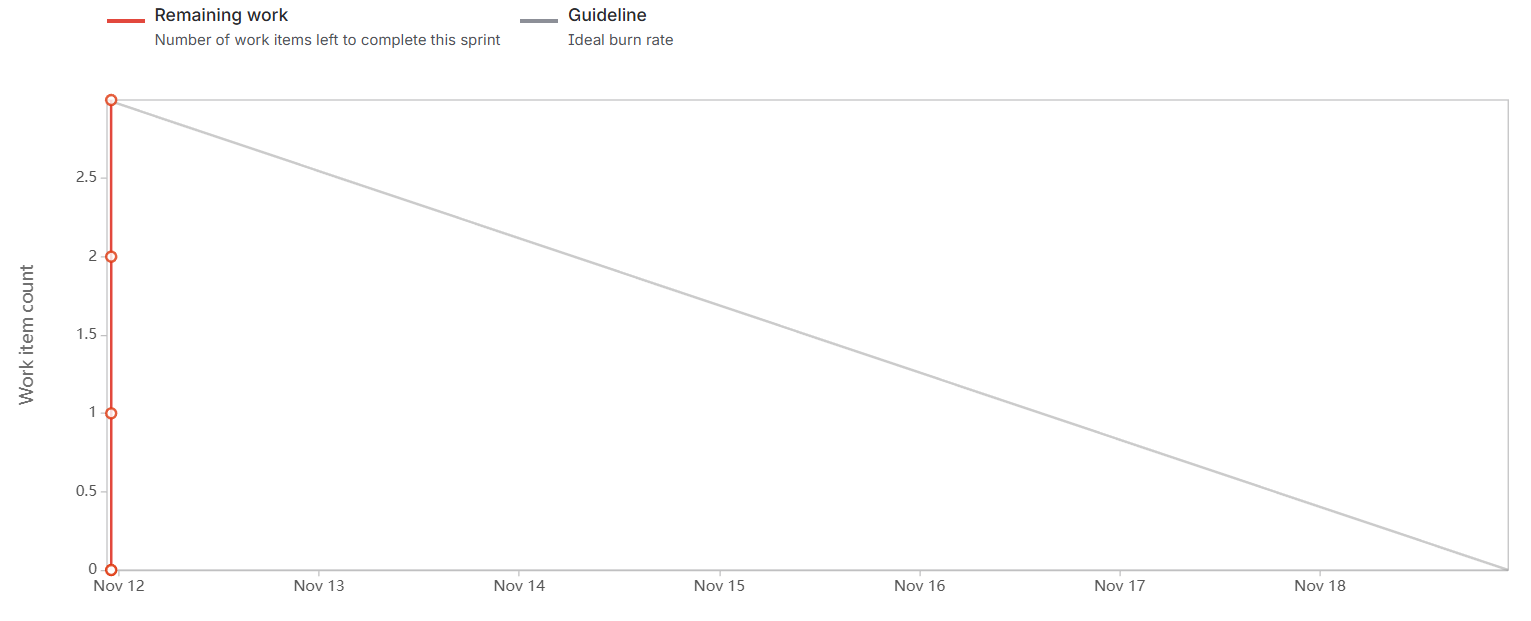 Remaining work
Number of work items left to complete this sprint
Guideline
Ideal burn rate
Work item count
2.5
2
1.5
1
0.5
0
Nov 12
Nov 13
Nov 14
Nov 15
Nov 16
Nov 17
Nov 18